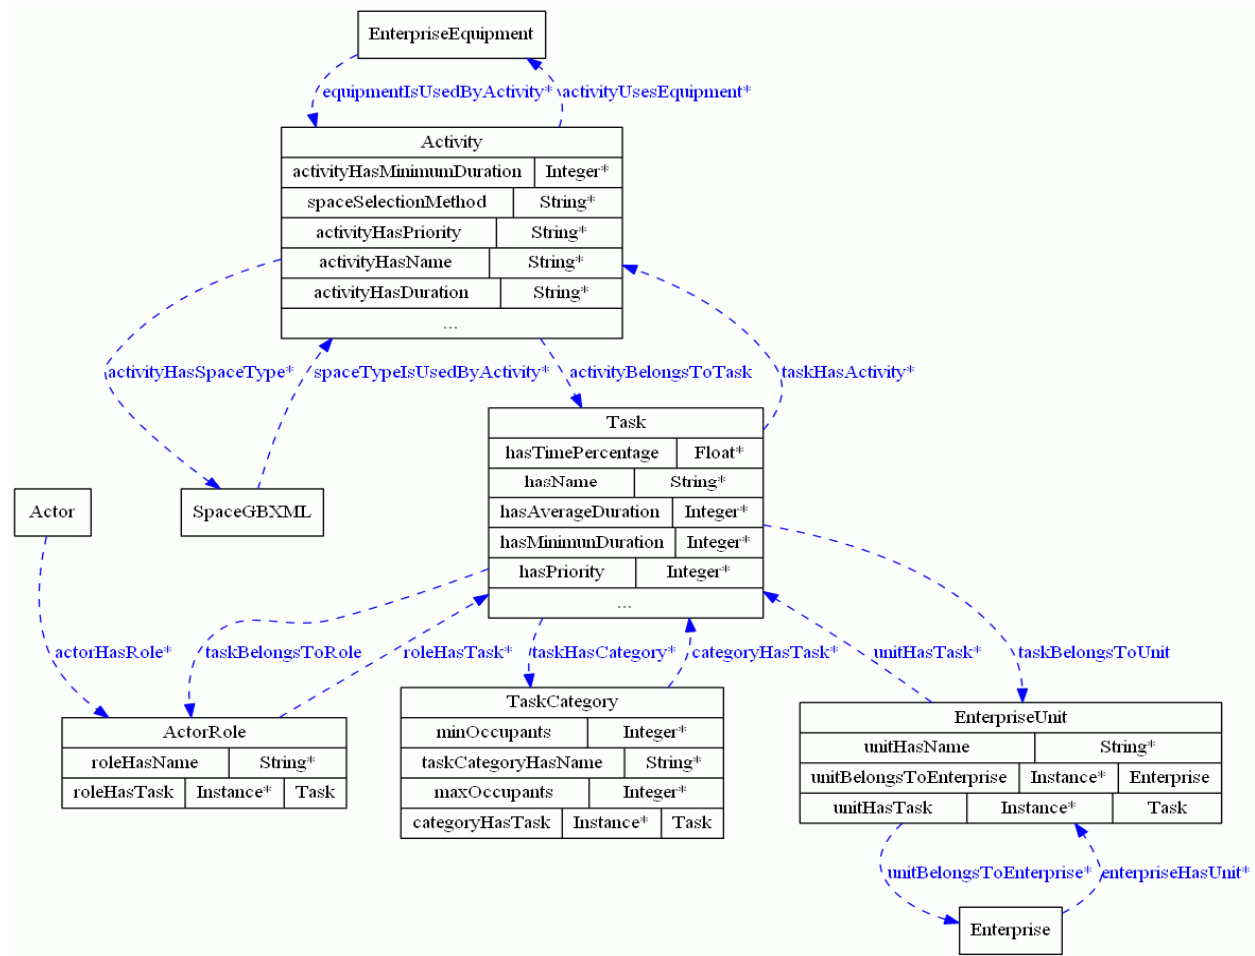 EnterpriseEquipment
equipmentIsUsedByActivity* activityUsesEquipment*
Activity
activityHasMinimumDuration Integer*
spaceSelectionMethod String*
activityHasPriority String*
activityHasName String*
activityHasDuration String*
...
activityHasSpaceType* spaceTypeIsUsedByActivity* activityBelongsToTask taskHasActivity*
Task
hasTimePercentage Float*
hasName String*
hasAverageDuration Integer*
hasMinimunDuration Integer*
hasPriority Integer*
...
Actor SpaceGBXML
actorHasRole* taskBelongsToRole roleHasTask* taskHasCategory* categoryHasTask* unitHasTask* taskBelongsToUnit
ActorRole
roleHasName String*
roleHasTask Instance* Task
TaskCategory
minOccupants Integer*
taskCategoryHasName String*
maxOccupants Integer*
categoryHasTask Instance* Task
EnterpriseUnit
unitHasName String*
unitBelongsToEnterprise Instance* Enterprise
unitHasTask Instance* Task
unitBelongsToEnterprise* enterpriseHasUnit*
Enterprise